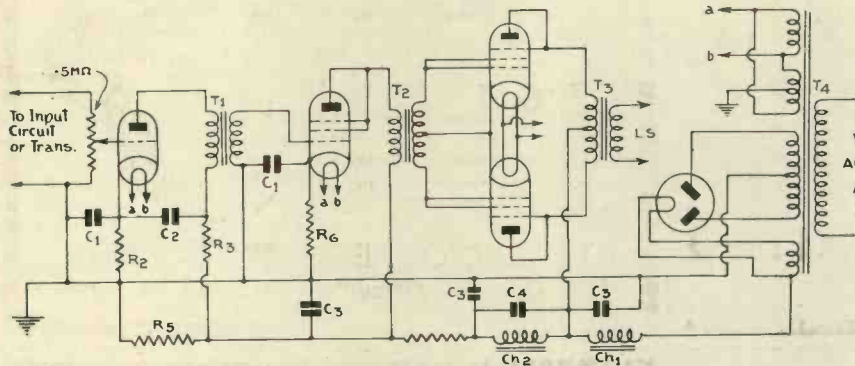 .5MΩ
To Input
Circuit
or Trans.
a b
C1
C2
R2
R3
R5
T1
C1
a b
R6
C3
T2
T3
LS
C3
C4
C3
Ch2
Ch1
a
b
T4